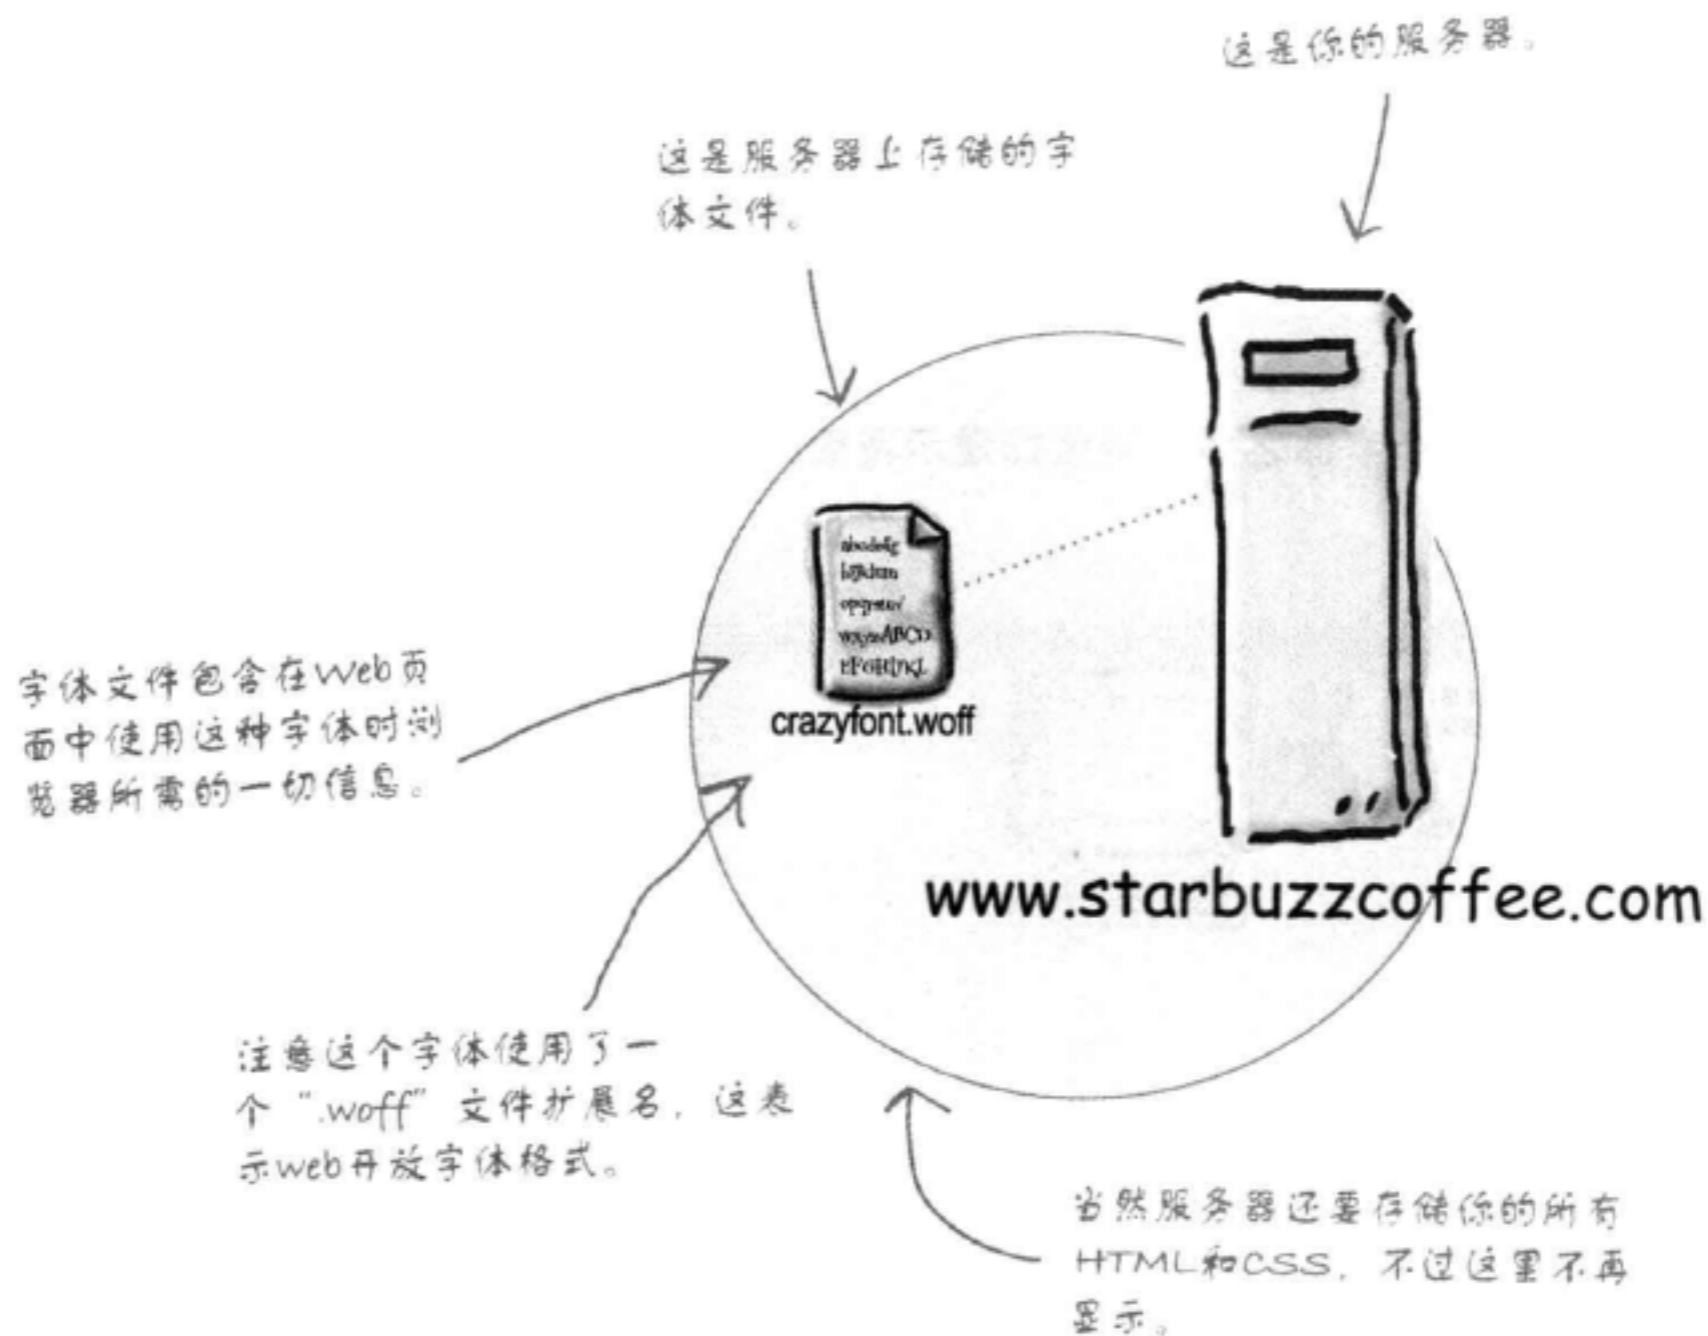 这是你的服务器。
这是服务器上存储的字
体文件。
crazyfont.woff
字体文件包含在Web页
面中使用这种字体时浏
览器所需的一切信息。
www.starbuzzcoffee.com
注意这个字体使用了一
个“.woff”文件扩展名，这表
示web开放字体格式。
当然服务器还要存储你的所有
HTML和CSS，不过这里不再
显示。